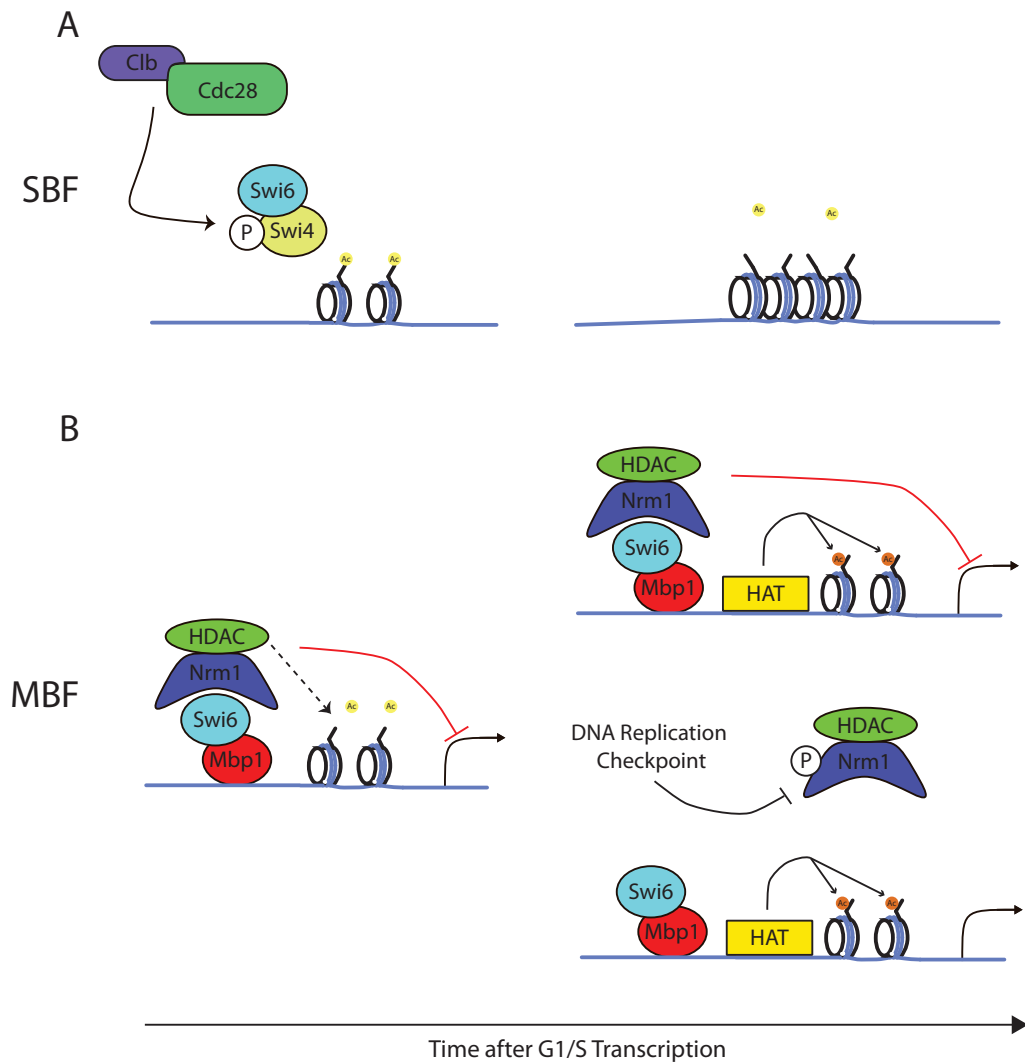 A
Clb
Cdc28
SBF
Swi6
P
Swi4
Ac
Ac
Ac
Ac
B
MBF
HDAC
Nrm1
Swi6
Mbp1
Ac
Ac
HDAC
Nrm1
Swi6
Mbp1
HAT
Ac
Ac
DNA Replication
Checkpoint
HDAC
P
Nrm1
Swi6
Mbp1
HAT
Ac
Ac
Time after G1/S Transcription